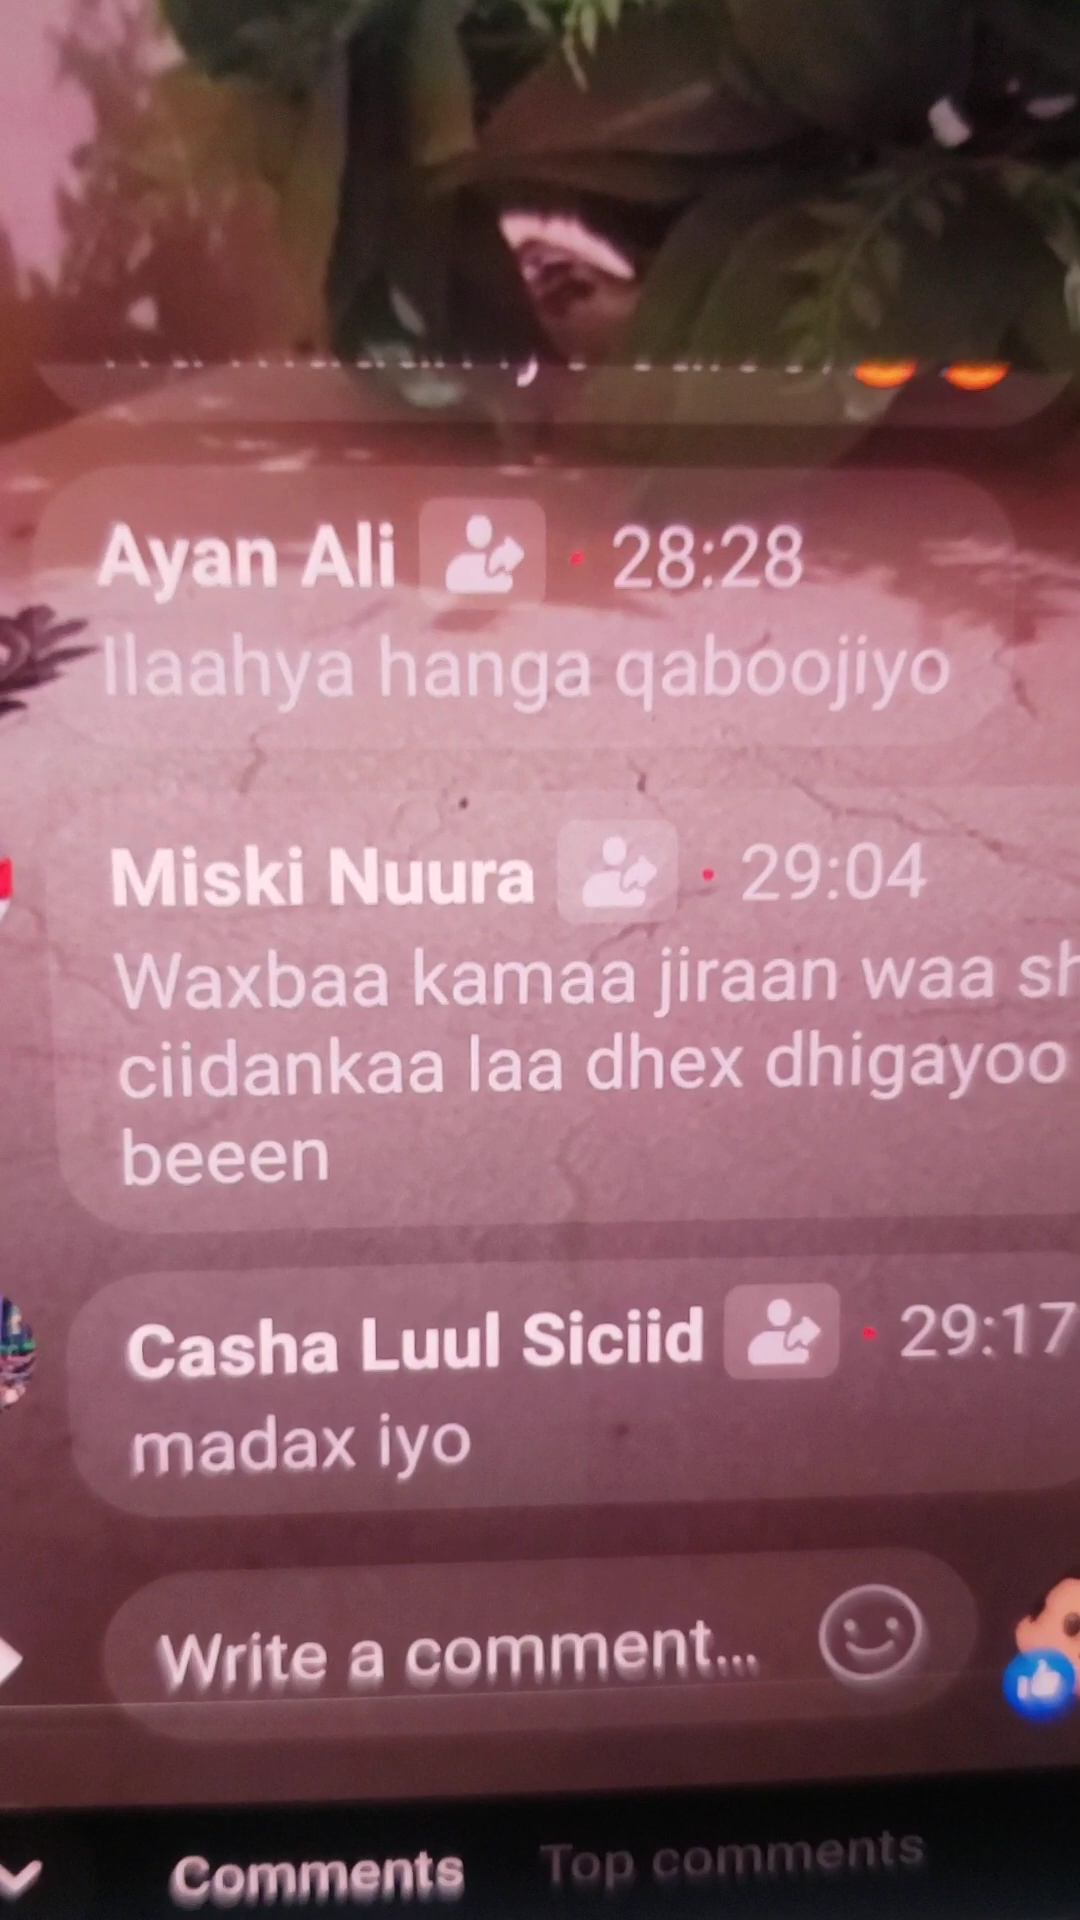 Ayan Ali · 28:28
Ilaahya hanga qaboojiyo
Miski Nuura · 29:04
Waxbaa kamaa jiraan waa
ciidankaa laa dhex dhigayoo
beeen
Casha Luul Siciid · 29:17
madax iyo
Write a comment...
Comments Top comments